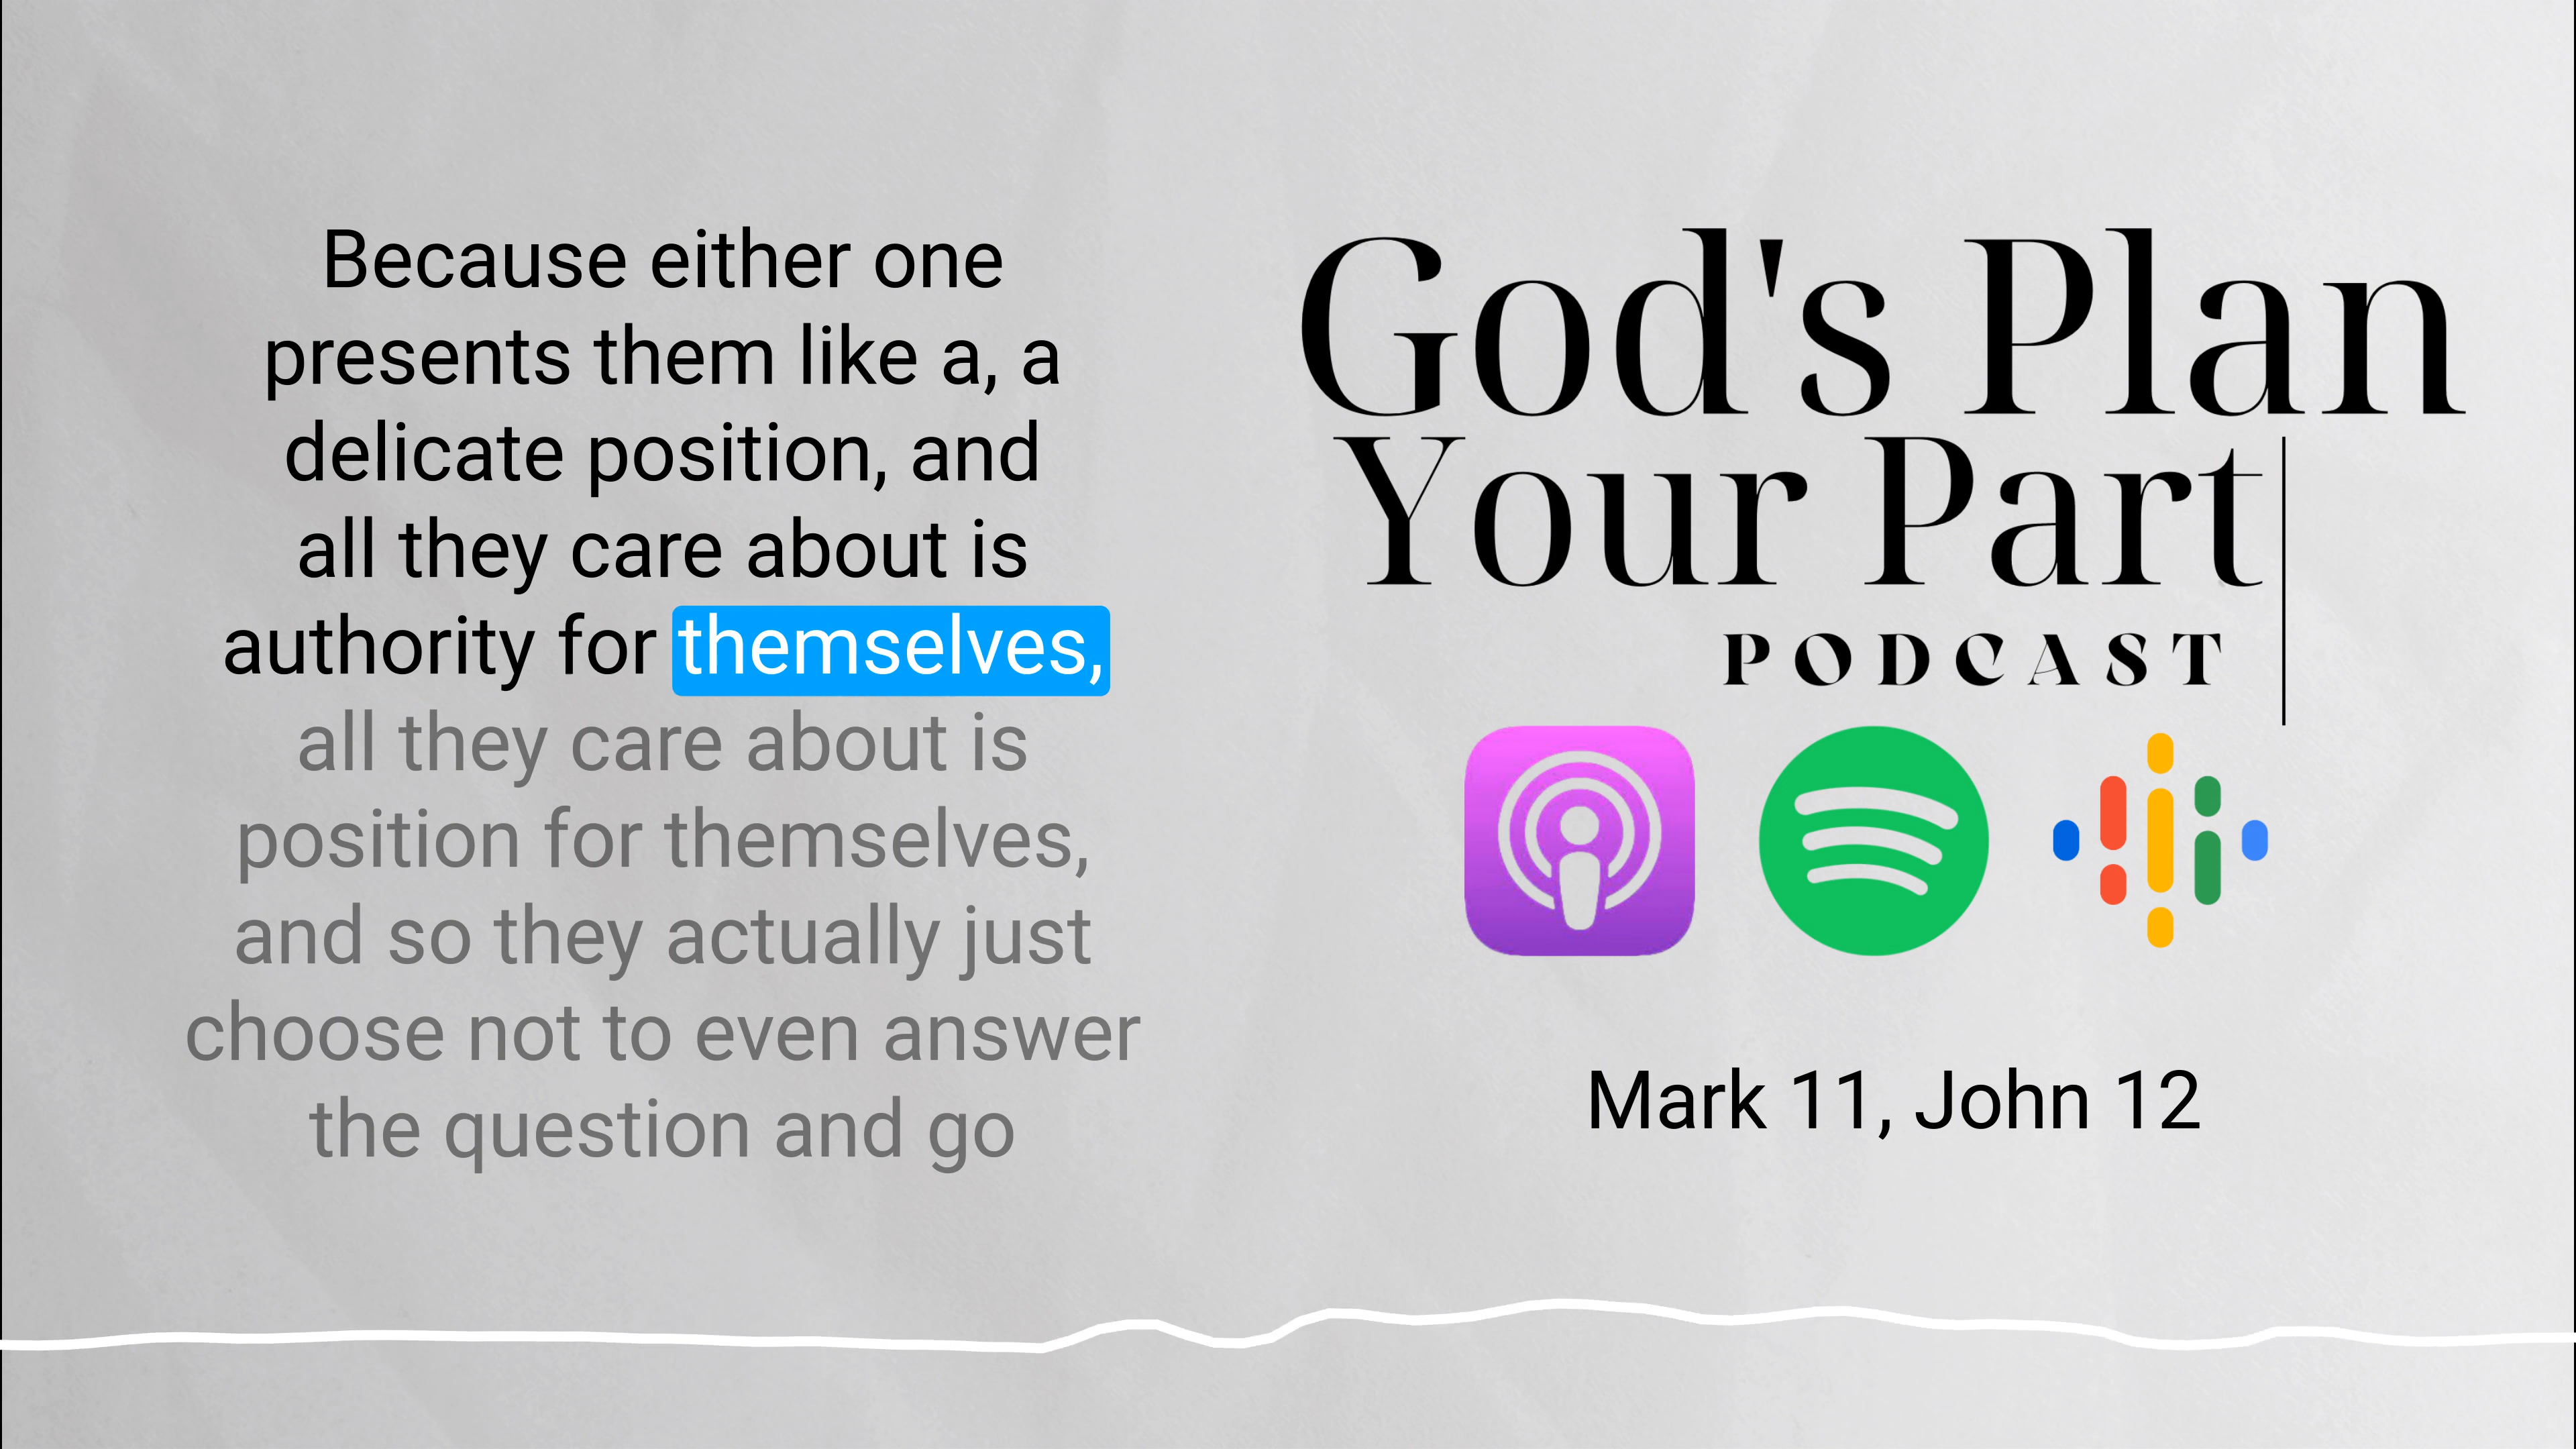 Because either one
presents them like a, a
delicate position, and
all they care about is
authority for themselves,
all they care about is
position for themselves,
and so they actually just
choose not to even answer
the question and go
God's Plan
Your Part
PODCAST
Mark 11, John 12